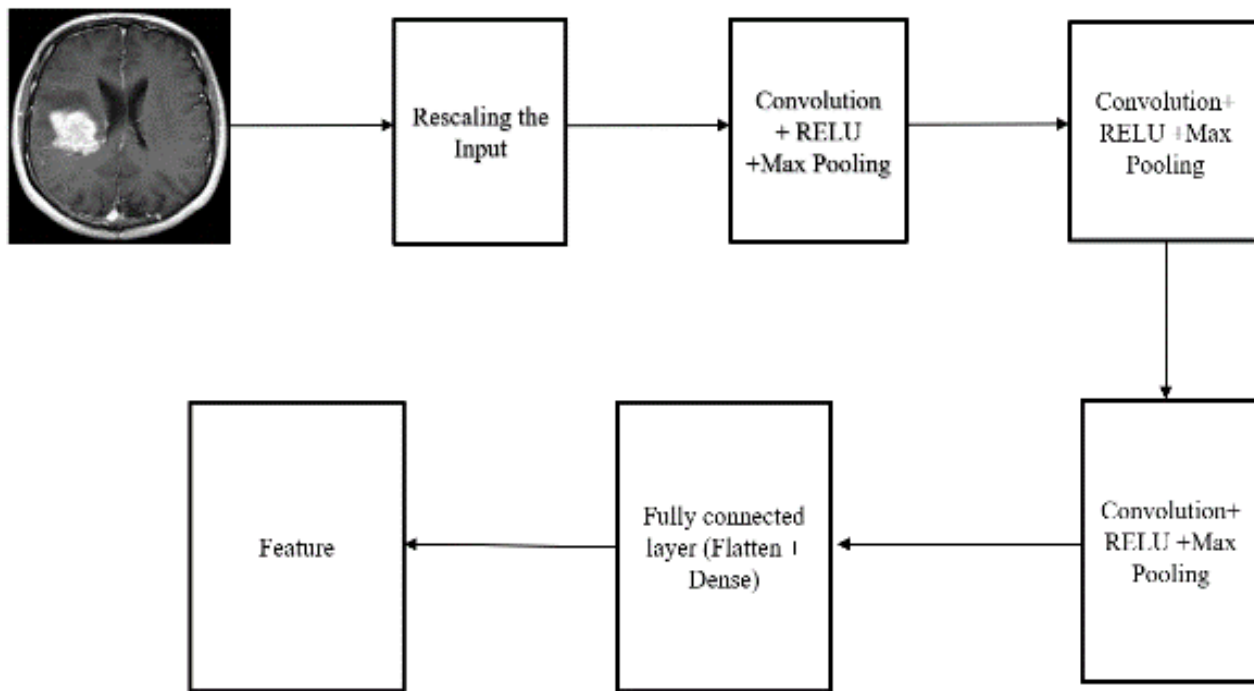 Rescaling the
Input
Convolution
+ RELU
+Max Pooling
Convolution+
RELU +Max
Pooling
Convolution+
RELU +Max
Pooling
Fully connected
layer (Flatten +
Dense)
Feature